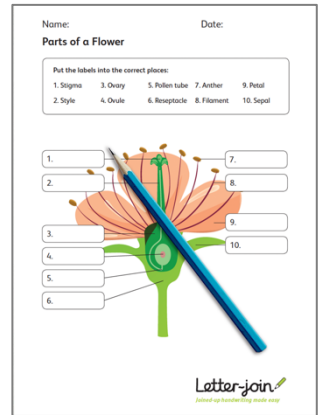 Name: Date:
Parts of a Flower
Put the labels into the correct places:
1. Stigma 3. Ovary 5. Pollen tube 7. Anther 9. Petal
2. Style 4. Ovule 6. Reseptacle 8. Filament 10. Sepal
1. 7.
2. 8.
3. 9.
4. 10.
5.
6.
Letter-join
Joined up handwriting made easy